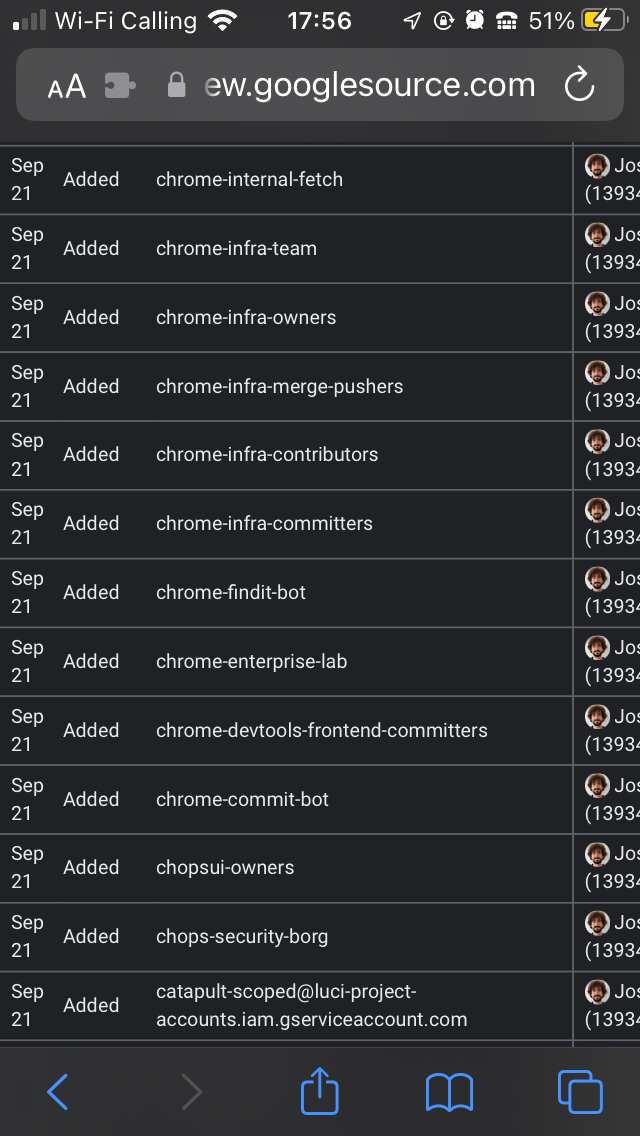 Wi-Fi Calling 17:56 51%
AA ew.googlesource.com
Sep 21 Added chrome-internal-fetch Jos (13934
Sep 21 Added chrome-infra-team Jos (13934
Sep 21 Added chrome-infra-owners Jos (13934
Sep 21 Added chrome-infra-merge-pushers Jos (13934
Sep 21 Added chrome-infra-contributors Jos (13934
Sep 21 Added chrome-infra-committers Jos (13934
Sep 21 Added chrome-findit-bot Jos (13934
Sep 21 Added chrome-enterprise-lab Jos (13934
Sep 21 Added chrome-devtools-frontend-committers Jos (13934
Sep 21 Added chrome-commit-bot Jos (13934
Sep 21 Added chopsui-owners Jos (13934
Sep 21 Added chops-security-borg Jos (13934
Sep 21 Added catapult-scoped@luci-project-
accounts.iam.gserviceaccount.com Jos (13934